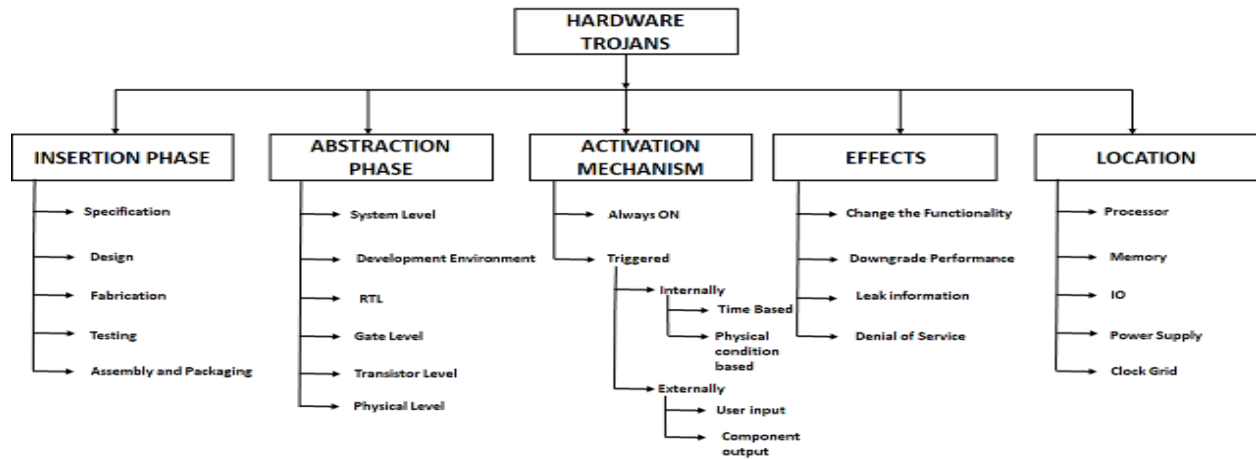 HARDWARE
TROJANS
INSERTION PHASE
Specification
Design
Fabrication
Testing
Assembly and Packaging
ABSTRACTION
PHASE
System Level
Development Environment
RTL
Gate Level
Transistor Level
Physical Level
ACTIVATION
MECHANISM
Always ON
Triggered
Internally
Time Based
Physical
condition
based
Externally
User input
Component
output
EFFECTS
Change the Functionality
Downgrade Performance
Leak information
Denial of Service
LOCATION
Processor
Memory
IO
Power Supply
Clock Grid